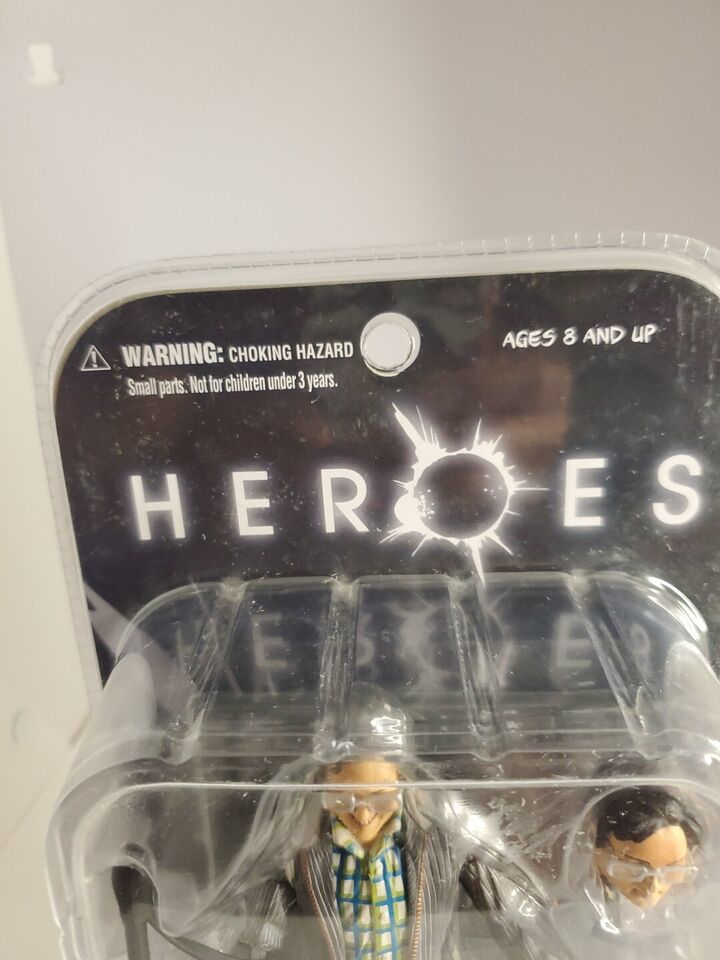 WARNING: CHOKING HAZARD
Small parts. Not for children under 3 years.
AGES 8 AND UP
HEROES